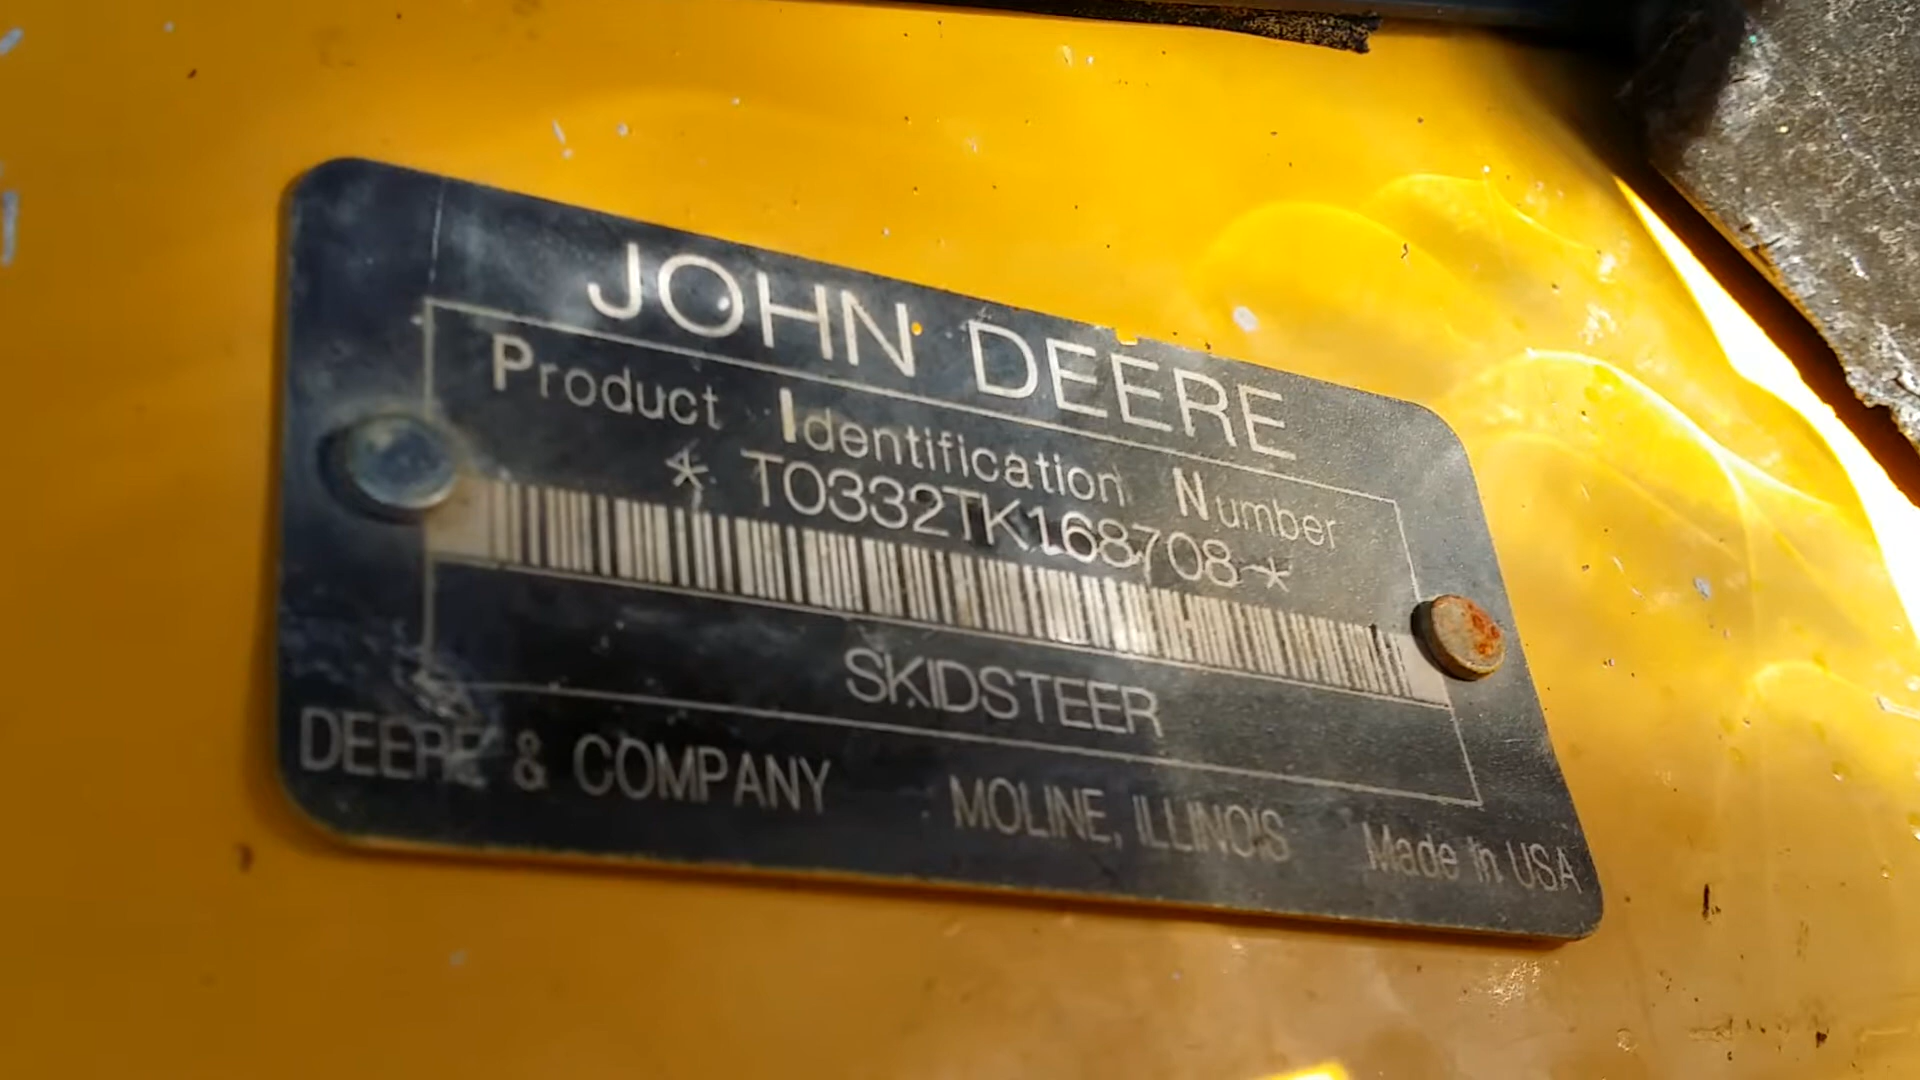 JOHN DEERE
Product Identification Number
* T0332TK168708 *
SKIDSTEER
DEERE & COMPANY MOLINE, ILLINOIS Made in USA